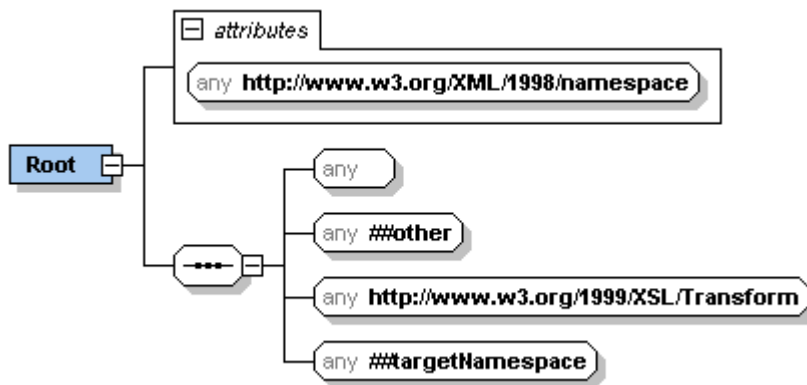 attributes
any http://www.w3.org/XML/1998/namespace
Root
any
any ##other
any http://www.w3.org/1999/XSL/Transform
any ##targetNamespace